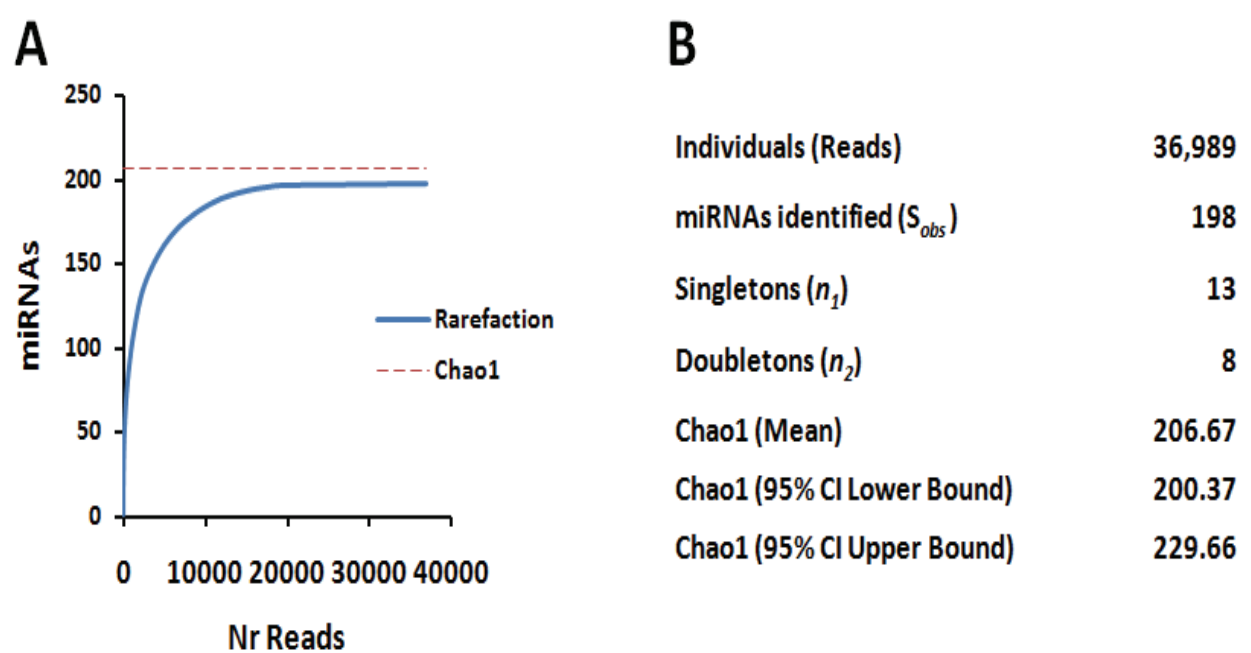 A
250
200
150
100
50
0
miRNAs
Rarefaction
Chao1
0 10000 20000 30000 40000
Nr Reads
B
Individuals (Reads) 36,989
miRNAs identified (Sobs) 198
Singletons (n1) 13
Doubletons (n2) 8
Chao1 (Mean) 206.67
Chao1 (95% CI Lower Bound) 200.37
Chao1 (95% CI Upper Bound) 229.66